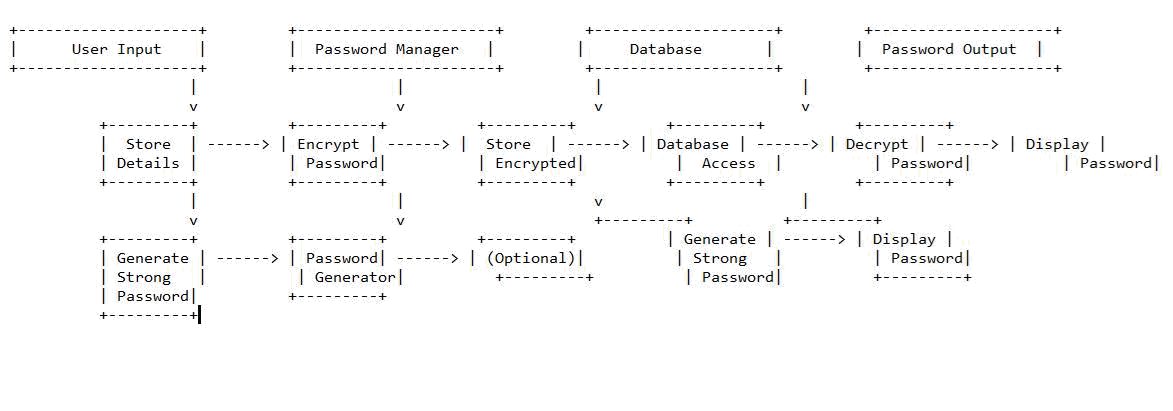 +--------------------+ +---------------------+ +--------------------+ +--------------------+
| User Input | | Password Manager | | Database | | Password Output |
+--------------------+ +---------------------+ +--------------------+ +--------------------+
| | | |
v v v v
+---------+ +---------+ +---------+ +---------+ +---------+
| Store | ------> | Encrypt | ------> | Store | ------> | Database | ------> | Decrypt | ------> | Display |
| Details | | Password| | Encrypted| | Access | | Password| | Password|
+---------+ +---------+ +---------+ +---------+ +---------+
| | v |
v v +---------+ +---------+
+---------+ +---------+ +---------+ | Generate | ------> | Display |
| Generate | ------> | Password| ------> | (Optional)| | Strong | | Password|
| Strong | | Generator| +---------+ | Password| +---------+
| Password| +---------+
+---------+